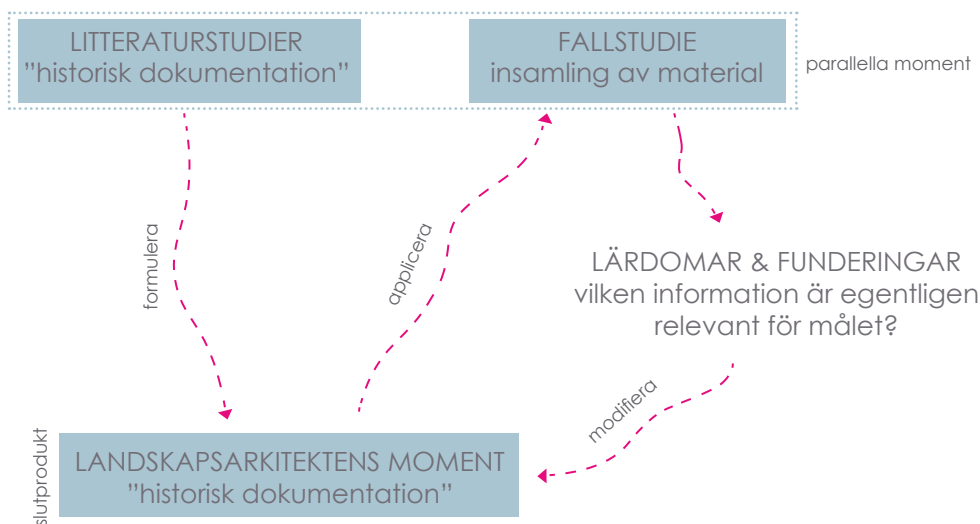 LITTERATURSTUDIER
”historisk dokumentation”
FALLSTUDIE
insamling av material
parallella moment
formulera
applicera
LÄRDOMAR & FUNDERINGAR
vilken information är egentligen
relevant för målet?
modifiera
slutprodukt
LANDSKAPSARKITEKTENS MOMENT
”historisk dokumentation”